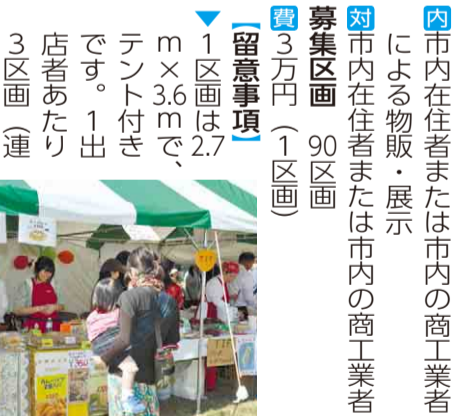 内 市内在住者または市内の商工業者
による物販・展示
対 市内在住者または市内の商工業者
募集区画 90区画
費 3万円（1区画）
【留意事項】
▼1区画は2.7
m×3.6mで、
テント付き
です。1出
店者あたり
3区画（連